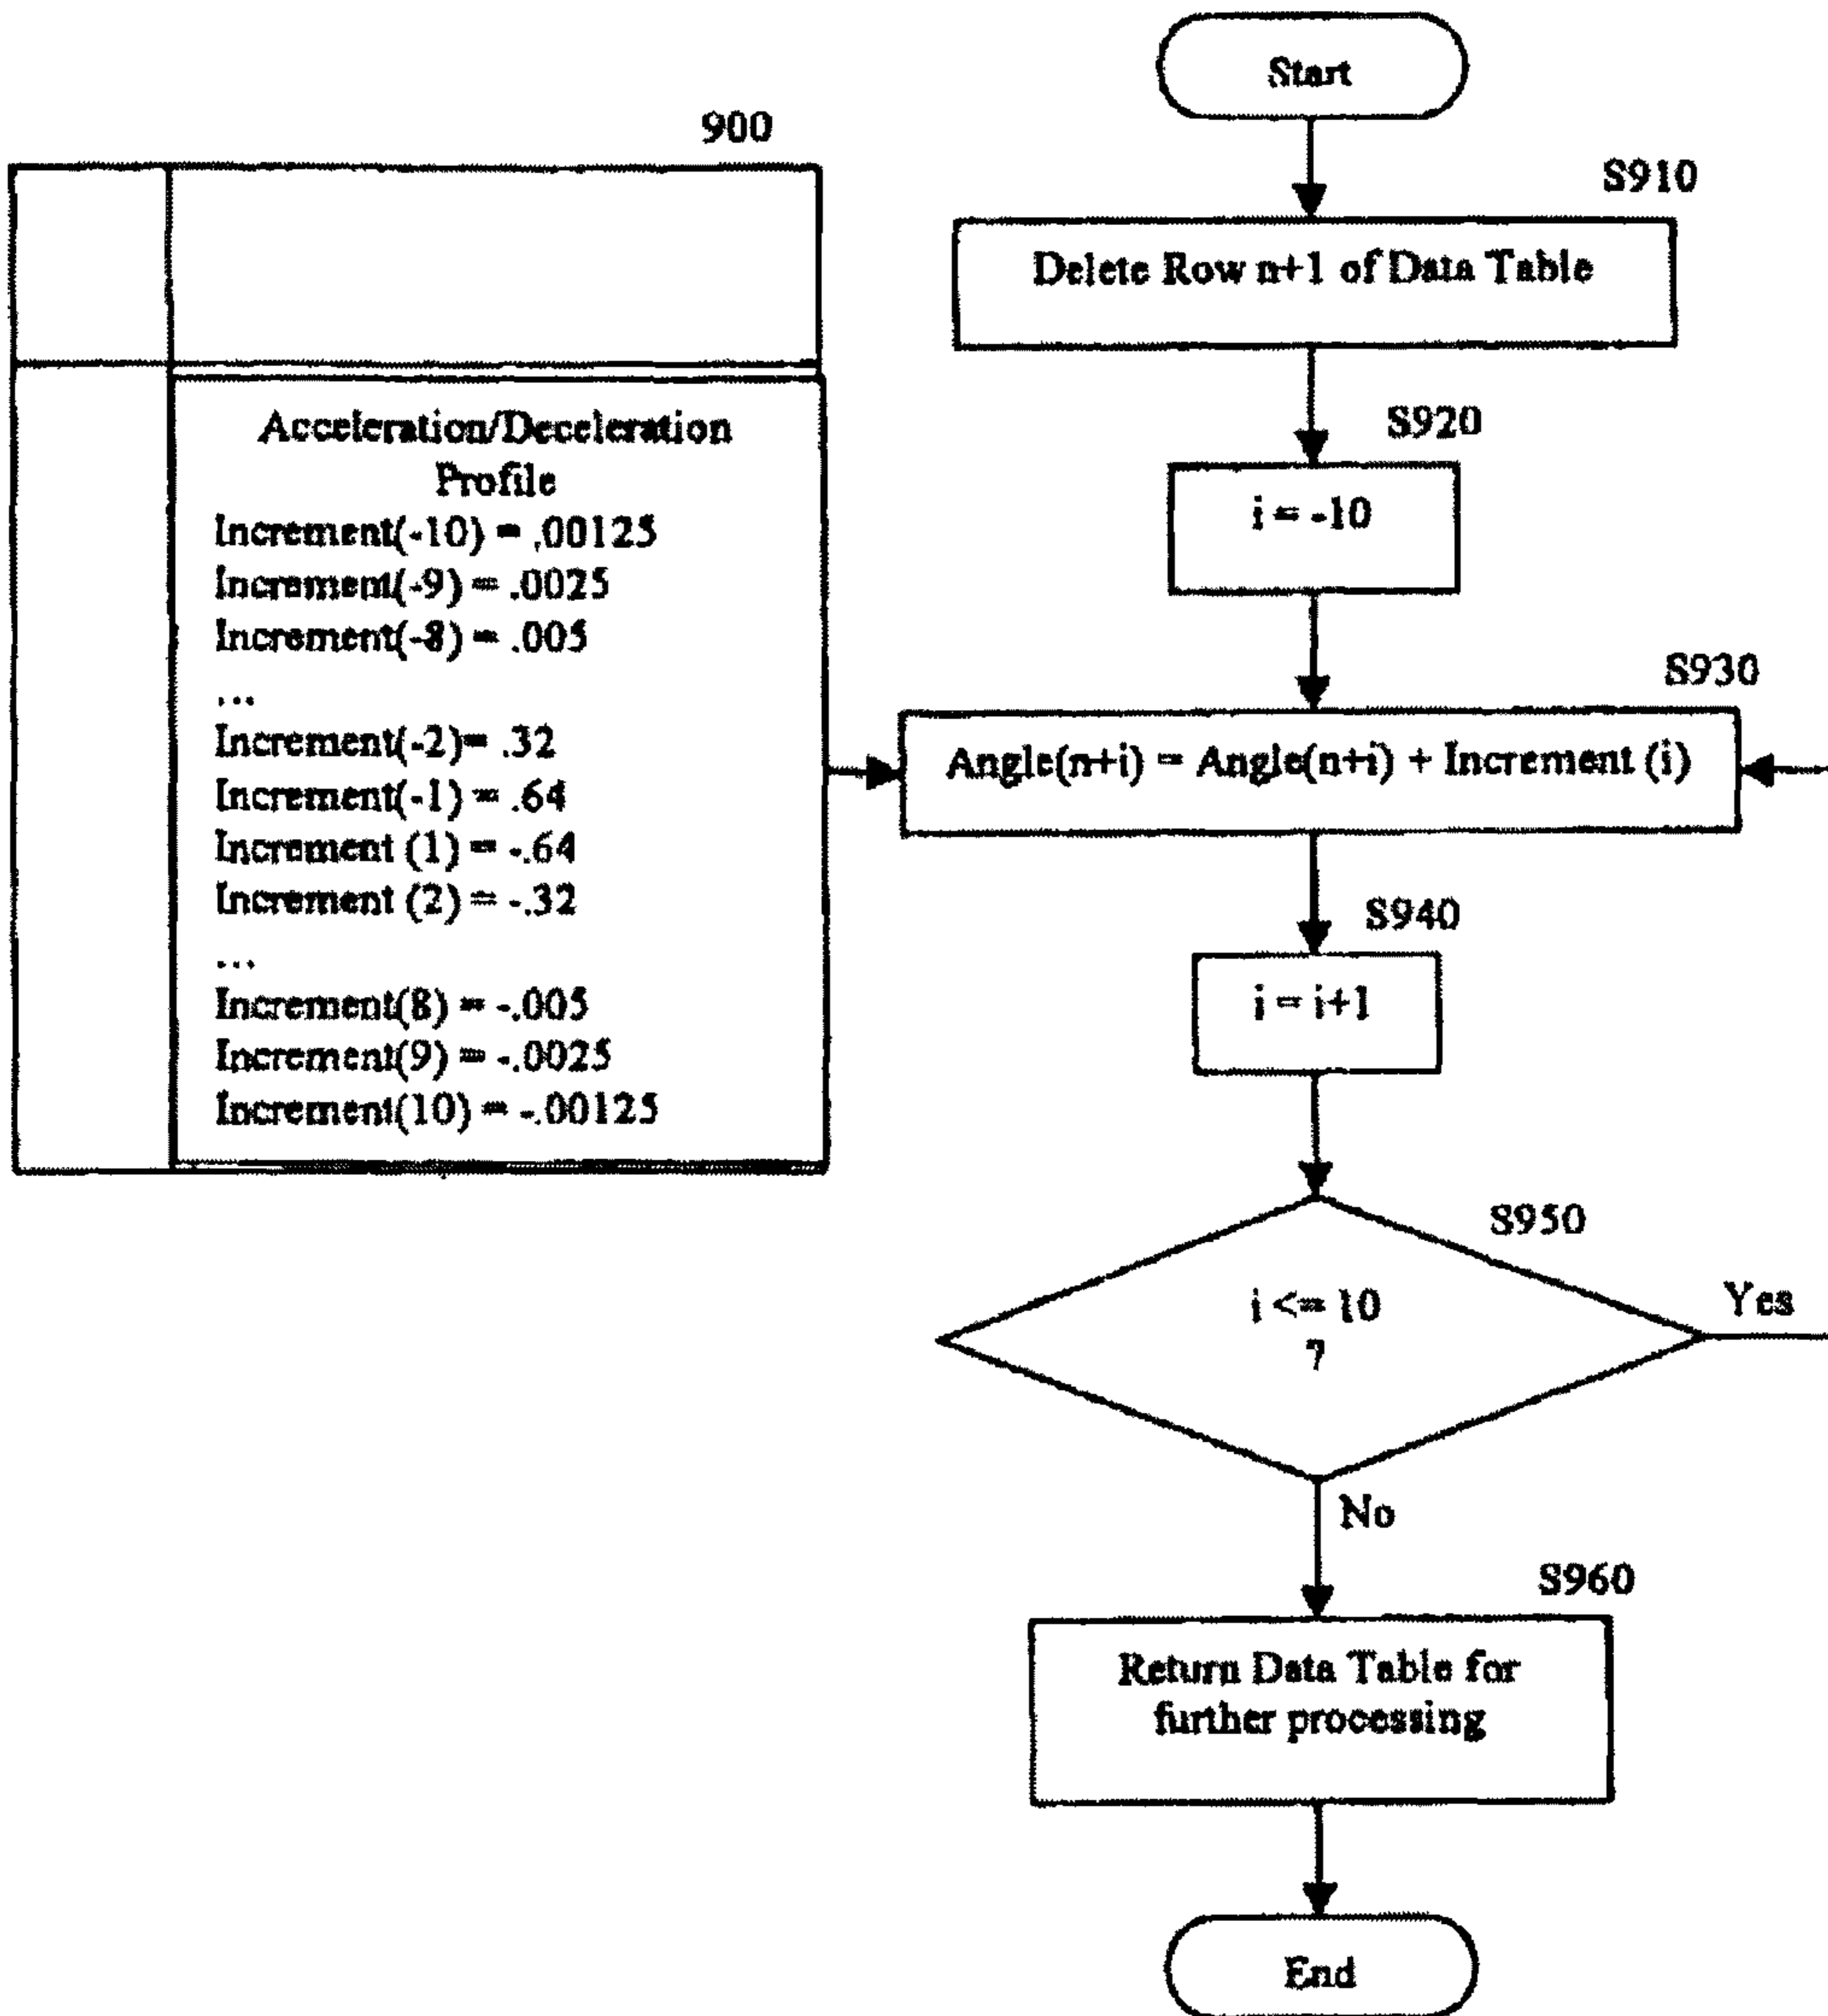 900
Acceleration/Deceleration
Profile
Increment(-10) = .00125
Increment(-9) = .0025
Increment(-8) = .005
...
Increment(-2)= .32
Increment(-1) = .64
Increment (1) = -.64
Increment (2) = -.32
...
Increment(8) = -.005
Increment(9) = -.0025
Increment(10) = -.00125
Start
S910
Delete Row n+1 of Data Table
S920
i = -10
S930
Angle(n+i) = Angle(n+i) + Increment (i)
S940
i = i+1
S950
i <= 10
?
Yes
No
S960
Return Data Table for
further processing
End